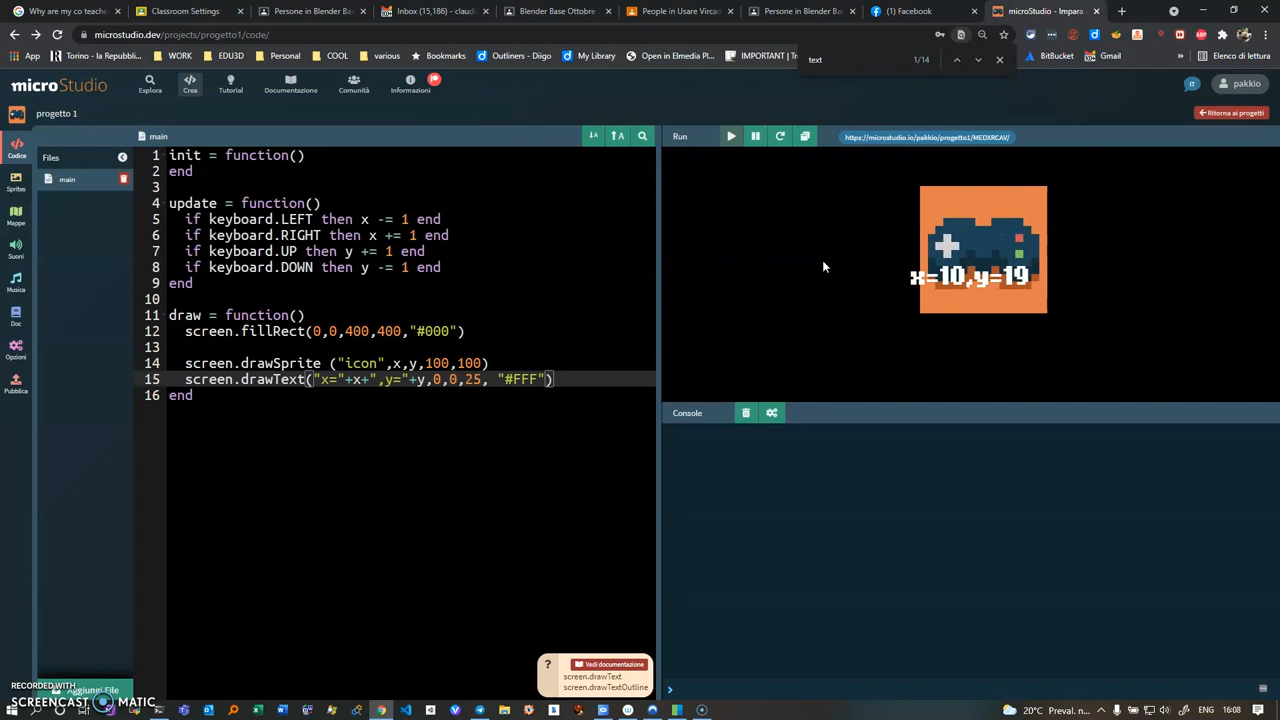 Why are my co teache
Classroom Settings
Persone in Blender Bas
Inbox (15,186) - claud
Blender Base Ottobre
People in Usare Virca
Persone in Blender Ba
(1) Facebook
microStudio - Impara
microstudio.dev/projects/progetto1/code/
App
Torino - la Repubbli...
WORK
EDU3D
Personal
COOL
various
Bookmarks
Outliners - Diigo
My Library
Open in Elmedia Pl...
IMPORTANT | Tori
BitBucket
Gmail
»
Elenco di lettura
text
1/14
microStudio
Esplora
Crea
Tutorial
Documentazione
Comunità
Informazioni
IT
pakkio
progetto 1
Ritorna ai progetti
Codice
Sprites
Mappe
Suoni
Musica
Doc
Opzioni
Pubblica
Files
main
main
Run
https://microstudio.io/pakkio/progetto1/MEDXRCAV/
1 init = function()
2 end
3
4 update = function()
5 if keyboard.LEFT then x -= 1 end
6 if keyboard.RIGHT then x += 1 end
7 if keyboard.UP then y += 1 end
8 if keyboard.DOWN then y -= 1 end
9 end
10
11 draw = function()
12 screen.fillRect(0,0,400,400,"#000")
13
14 screen.drawSprite ("icon",x,y,100,100)
15 screen.drawText("x="+x+",y="+y,0,0,25, "#FFF")
16 end
x=10,y=19
Console
?
Vedi documentazione
screen.drawText
screen.drawTextOutline
Aggiungi File
RECORDED WITH
SCREENCAST MATIC
20°C Preval. n...
ENG
16:08